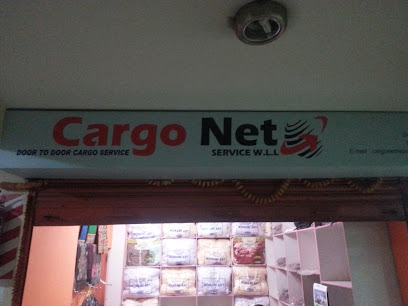 Cargo Net
DOOR TO DOOR CARGO SERVICE
SERVICE W.L.L